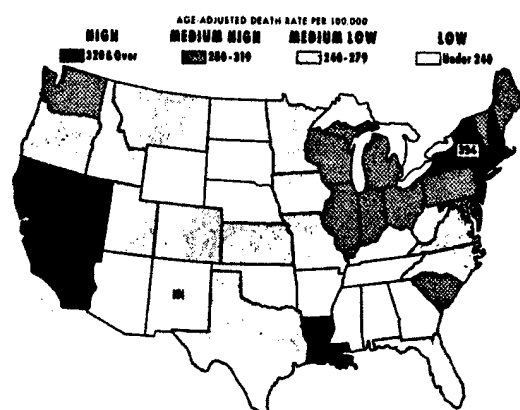 AGE-ADJUSTED DEATH RATE PER 100,000
HIGH MEDIUM HIGH MEDIUM LOW LOW
320 & Over 280-319 240-279 Under 240
394